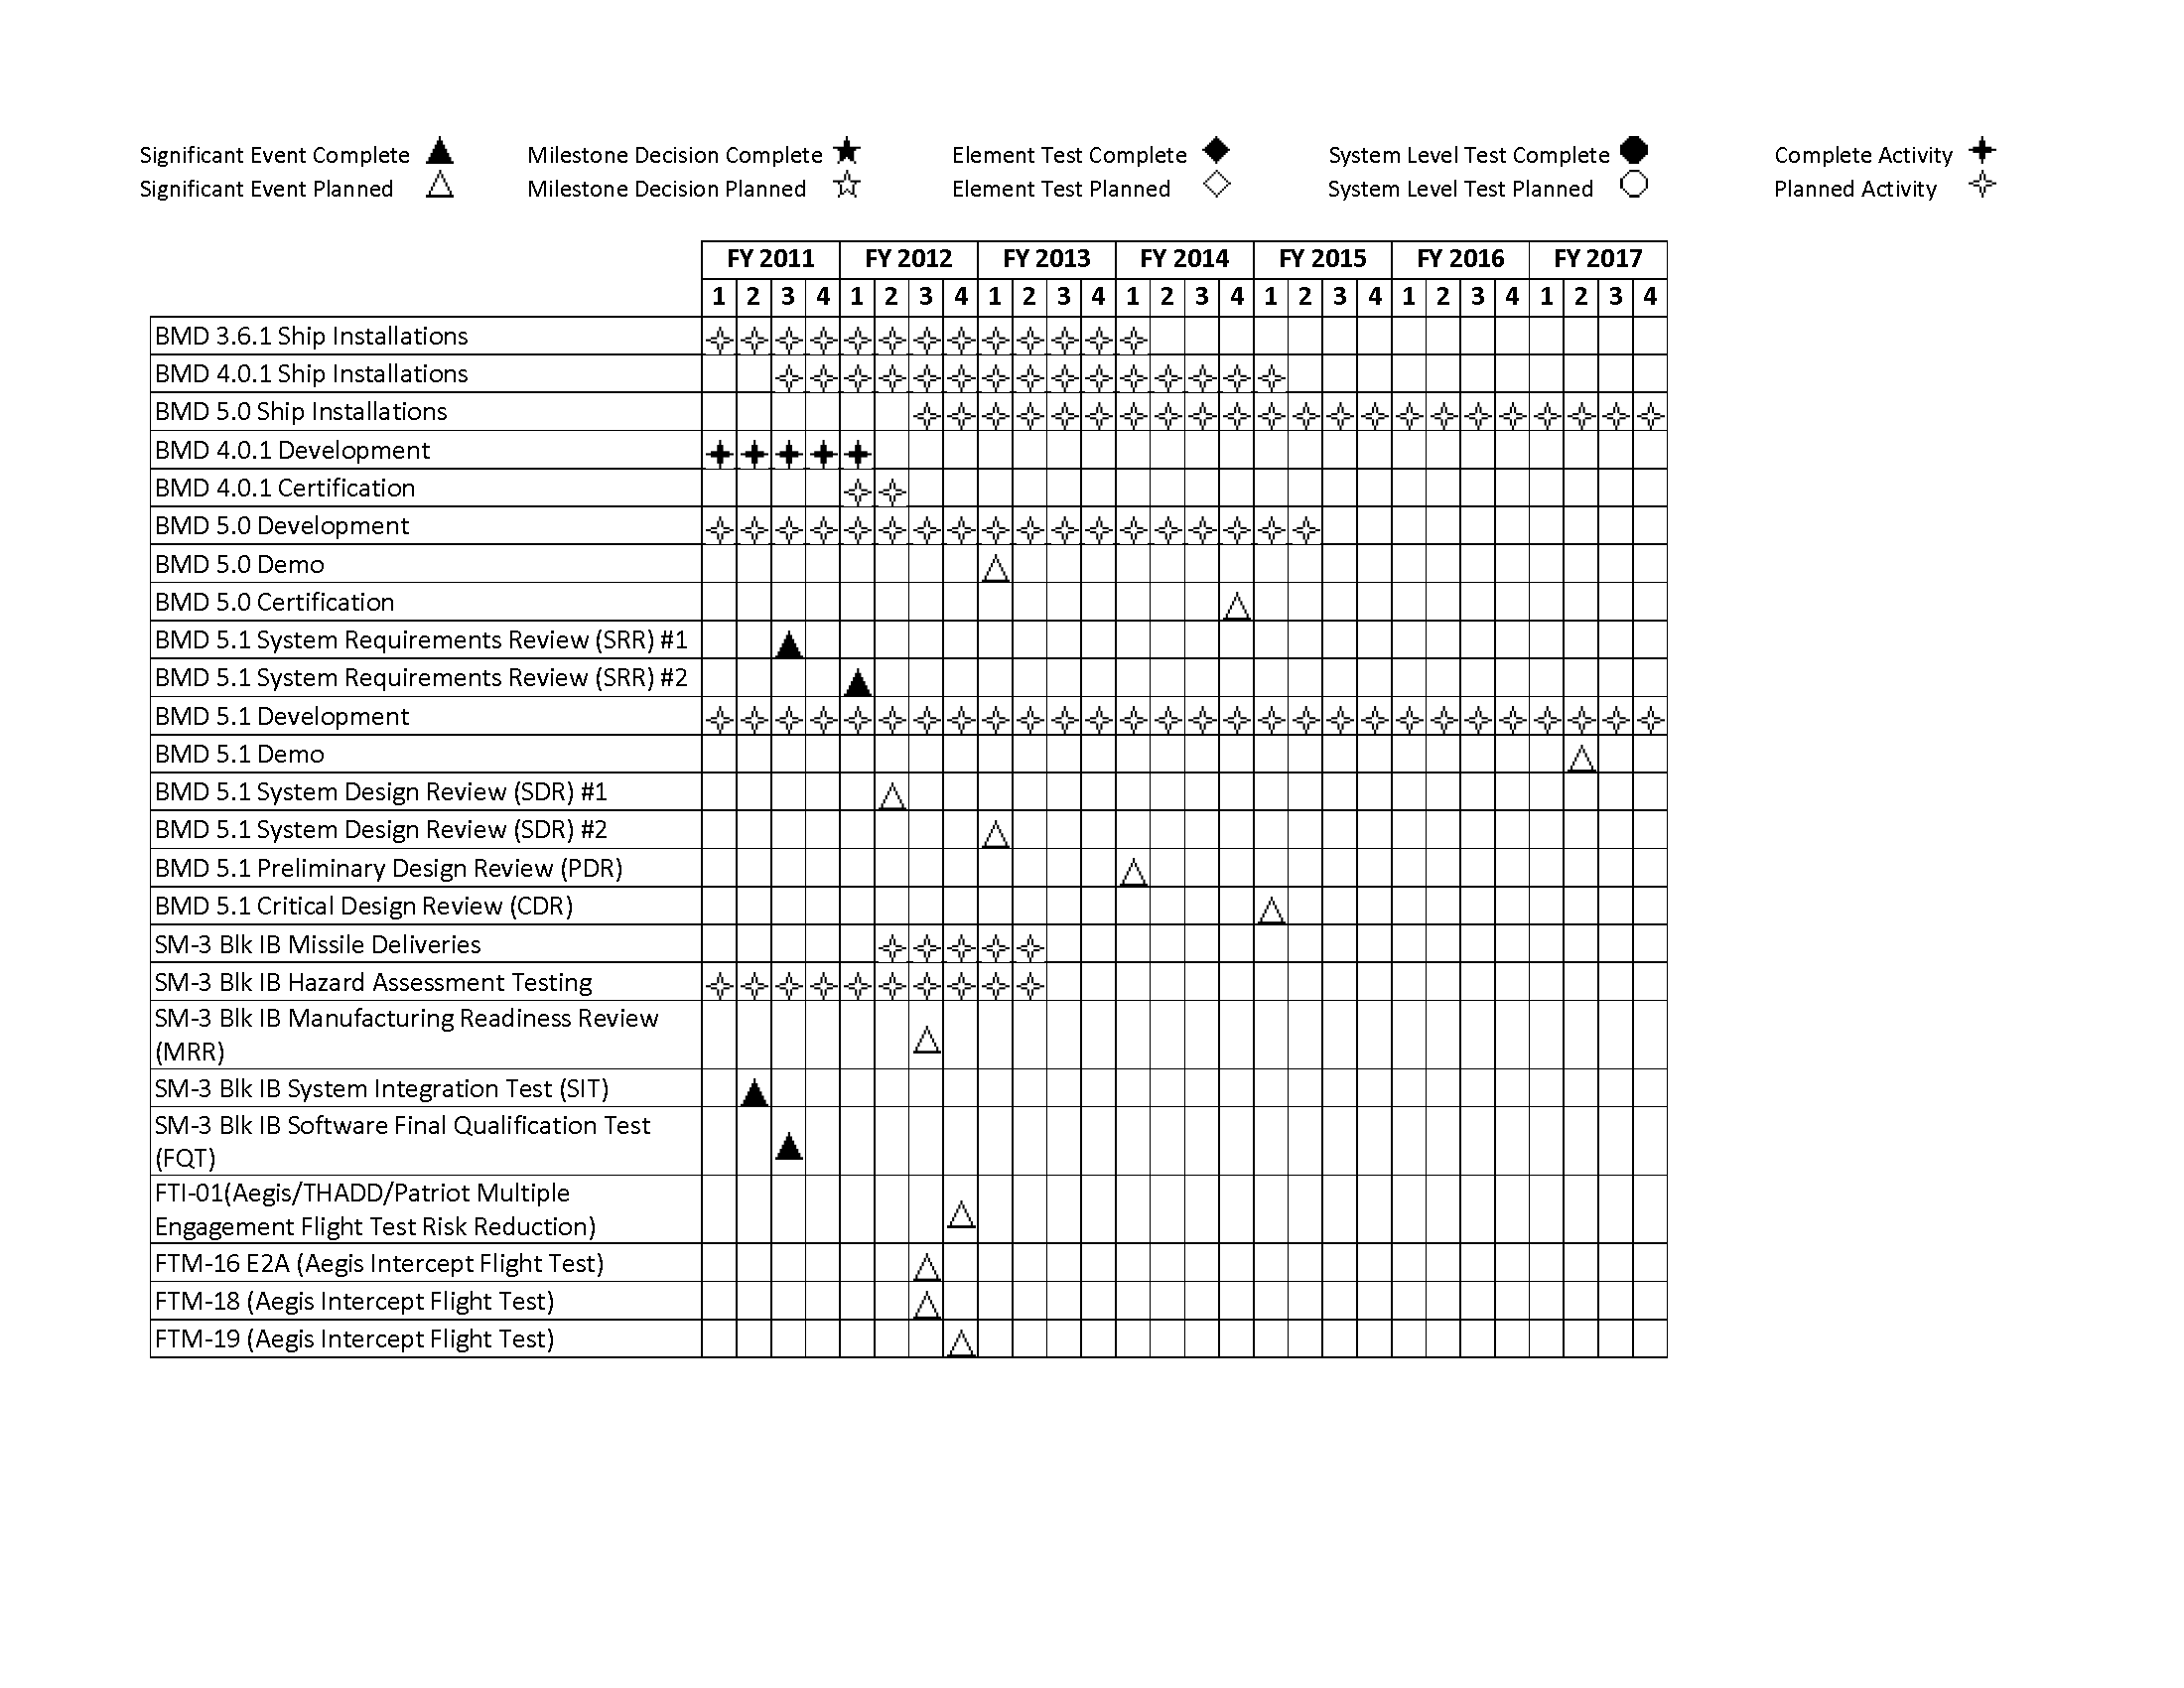 Significant Event Complete Milestone Decision Complete Element Test Complete System Level Test Complete Complete Activity
Significant Event Planned Milestone Decision Planned Element Test Planned System Level Test Planned Planned Activity
FY 2011 FY 2012 FY 2013 FY 2014 FY 2015 FY 2016 FY 2017
1 2 3 4 1 2 3 4 1 2 3 4 1 2 3 4 1 2 3 4 1 2 3 4 1 2 3 4
BMD 3.6.1 Ship Installations
BMD 4.0.1 Ship Installations
BMD 5.0 Ship Installations
BMD 4.0.1 Development
BMD 4.0.1 Certification
BMD 5.0 Development
BMD 5.0 Demo
BMD 5.0 Certification
BMD 5.1 System Requirements Review (SRR) #1
BMD 5.1 System Requirements Review (SRR) #2
BMD 5.1 Development
BMD 5.1 Demo
BMD 5.1 System Design Review (SDR) #1
BMD 5.1 System Design Review (SDR) #2
BMD 5.1 Preliminary Design Review (PDR)
BMD 5.1 Critical Design Review (CDR)
SM-3 Blk IB Missile Deliveries
SM-3 Blk IB Hazard Assessment Testing
SM-3 Blk IB Manufacturing Readiness Review
(MRR)
SM-3 Blk IB System Integration Test (SIT)
SM-3 Blk IB Software Final Qualification Test
(FQT)
FTI-01(Aegis/THADD/Patriot Multiple
Engagement Flight Test Risk Reduction)
FTM-16 E2A (Aegis Intercept Flight Test)
FTM-18 (Aegis Intercept Flight Test)
FTM-19 (Aegis Intercept Flight Test)